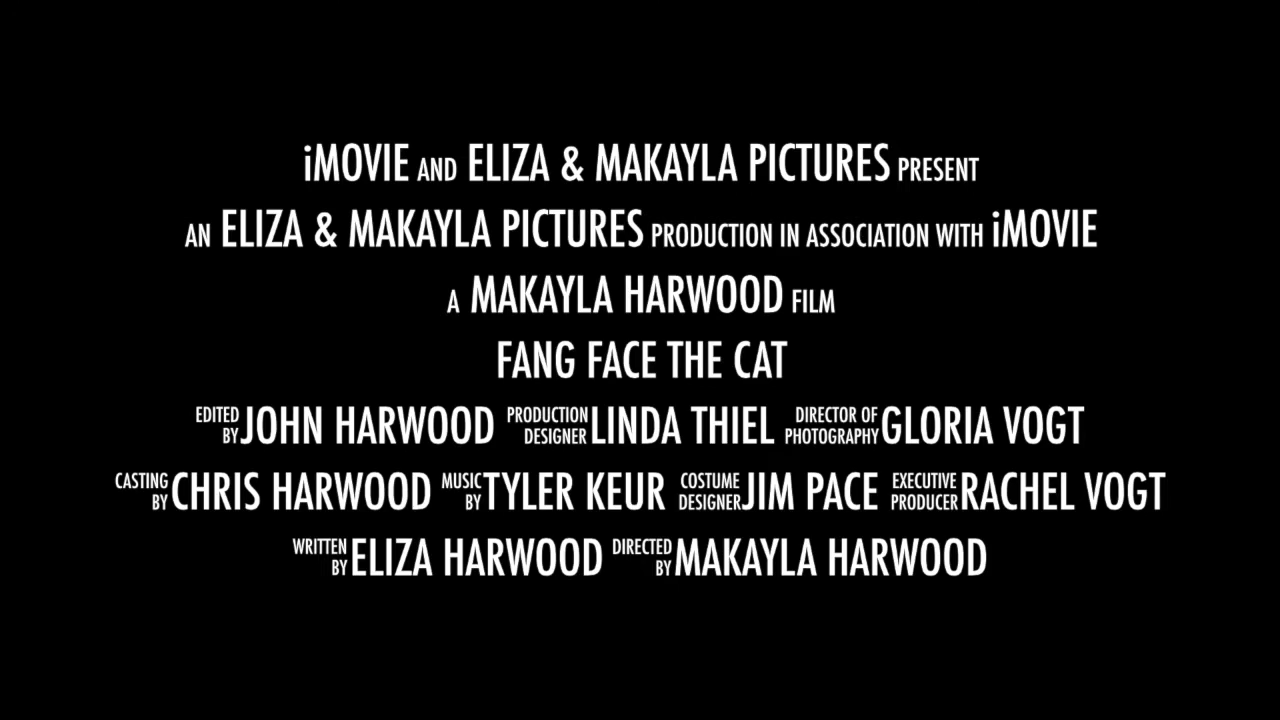 iMOVIE AND ELIZA & MAKAYLA PICTURES PRESENT
AN ELIZA & MAKAYLA PICTURES PRODUCTION IN ASSOCIATION WITH iMOVIE
A MAKAYLA HARWOOD FILM
FANG FACE THE CAT
EDITED BY JOHN HARWOOD PRODUCTION DESIGNER LINDA THIEL DIRECTOR OF PHOTOGRAPHY GLORIA VOGT
CASTING BY CHRIS HARWOOD MUSIC BY TYLER KEUR COSTUME DESIGNER JIM PACE EXECUTIVE PRODUCER RACHEL VOGT
WRITTEN BY ELIZA HARWOOD DIRECTED BY MAKAYLA HARWOOD